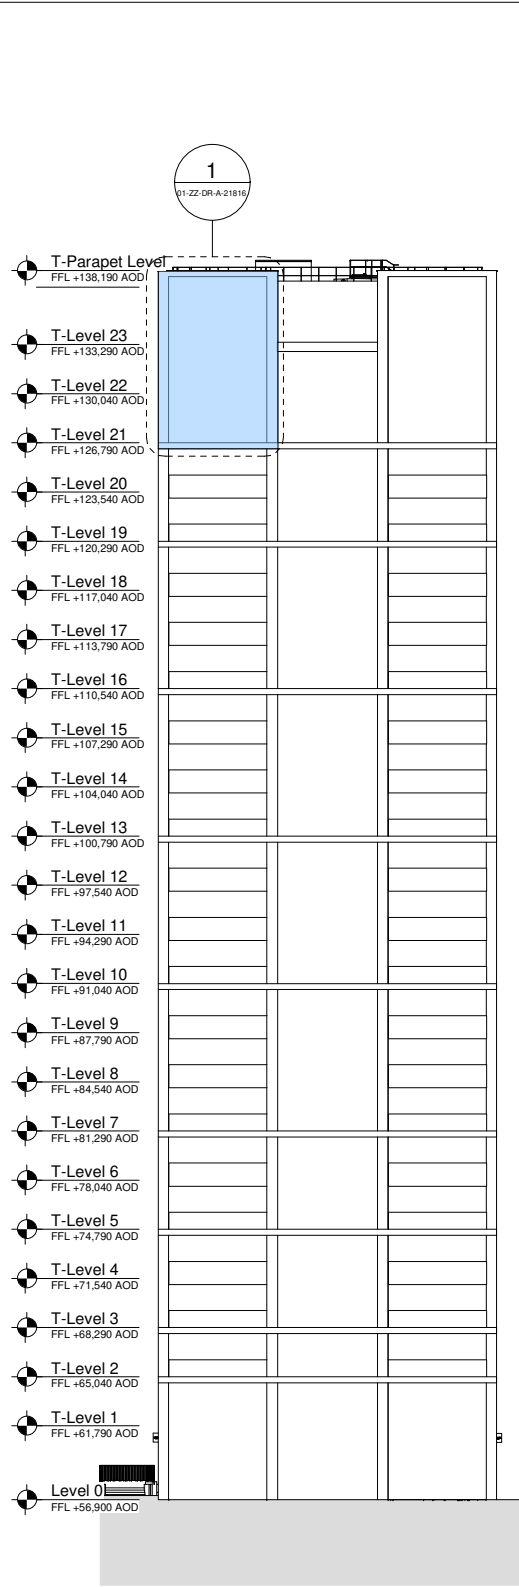 1
01-ZZ-DR-A-21816
T-Parapet Level
FFL +138,190 AOD
T-Level 23
FFL +133,290 AOD
T-Level 22
FFL +130,040 AOD
T-Level 21
FFL +126,790 AOD
T-Level 20
FFL +123,540 AOD
T-Level 19
FFL +120,290 AOD
T-Level 18
FFL +117,040 AOD
T-Level 17
FFL +113,790 AOD
T-Level 16
FFL +110,540 AOD
T-Level 15
FFL +107,290 AOD
T-Level 14
FFL +104,040 AOD
T-Level 13
FFL +100,790 AOD
T-Level 12
FFL +97,540 AOD
T-Level 11
FFL +94,290 AOD
T-Level 10
FFL +91,040 AOD
T-Level 9
FFL +87,790 AOD
T-Level 8
FFL +84,540 AOD
T-Level 7
FFL +81,290 AOD
T-Level 6
FFL +78,040 AOD
T-Level 5
FFL +74,790 AOD
T-Level 4
FFL +71,540 AOD
T-Level 3
FFL +68,290 AOD
T-Level 2
FFL +65,040 AOD
T-Level 1
FFL +61,790 AOD
Level 0
FFL +56,900 AOD